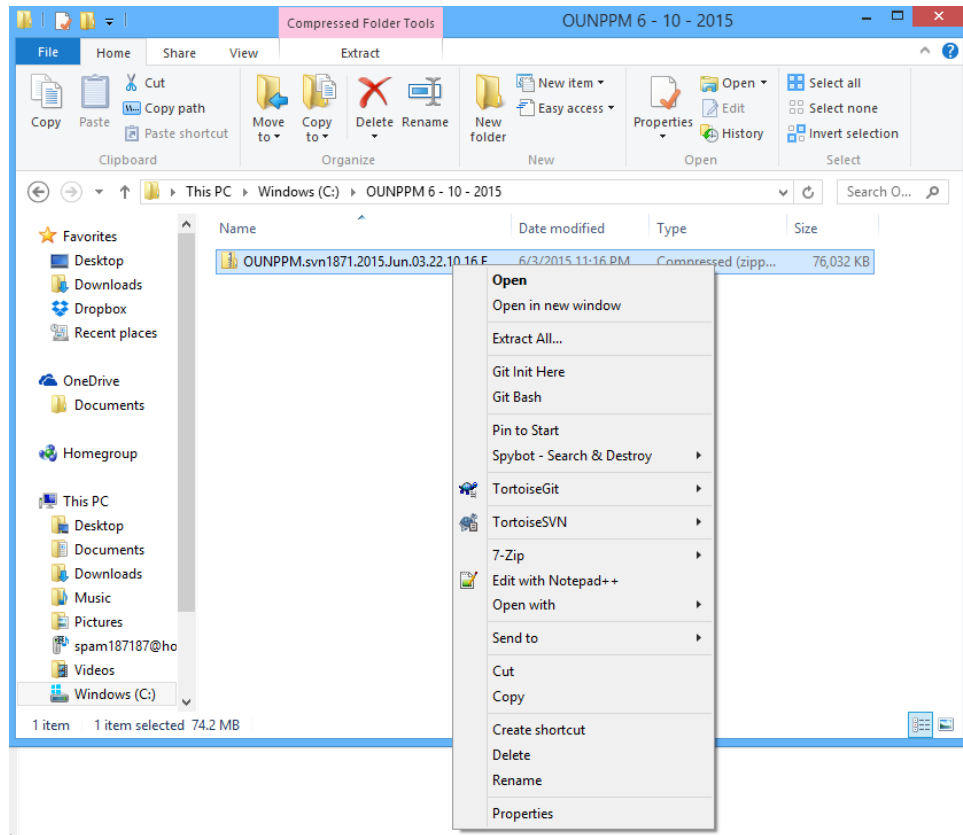 Compressed Folder Tools
OUNPPM 6 - 10 - 2015
File Home Share View Extract
Copy
Paste
Cut
Copy path
Paste shortcut
Clipboard
Move to
Copy to
Delete
Rename
Organize
New folder
New item
Easy access
New
Properties
Open
Edit
History
Open
Select all
Select none
Invert selection
Select
This PC Windows (C:) OUNPPM 6 - 10 - 2015
Search O...
Name Date modified Type Size
OUNPPM.svn1871.2015.Jun.03.22.10.16.E 6/3/2015 11:16 PM Compressed (zipp... 76,032 KB
Favorites
Desktop
Downloads
Dropbox
Recent places
OneDrive
Documents
Homegroup
This PC
Desktop
Documents
Downloads
Music
Pictures
spam187187@ho
Videos
Windows (C:)
Open
Open in new window
Extract All...
Git Init Here
Git Bash
Pin to Start
Spybot - Search & Destroy
TortoiseGit
TortoiseSVN
7-Zip
Edit with Notepad++
Open with
Send to
Cut
Copy
Create shortcut
Delete
Rename
Properties
1 item 1 item selected 74.2 MB